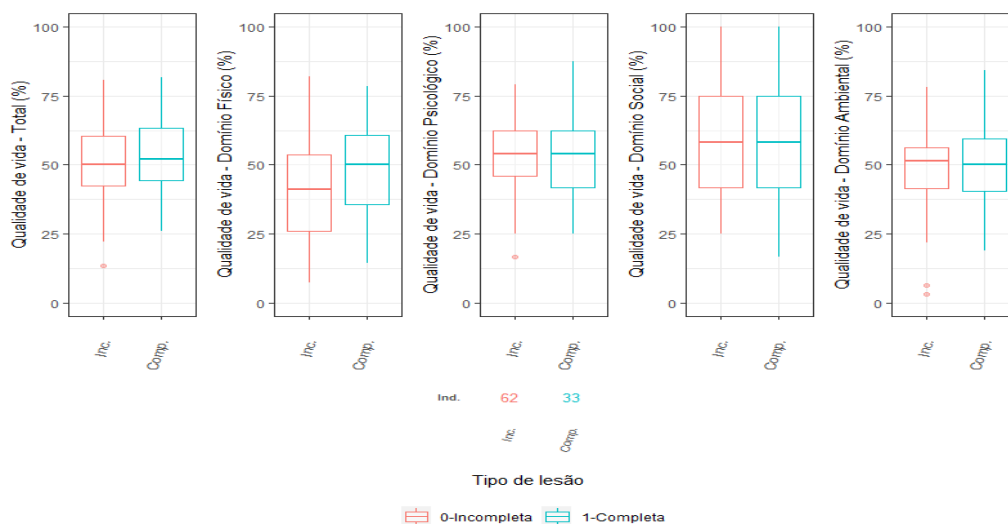 Qualidade de vida - Total (%)
100
75
50
25
0
Inc.
Comp.
Qualidade de vida - Domínio Físico (%)
100
75
50
25
0
Inc.
Comp.
Qualidade de vida - Domínio Psicológico (%)
100
75
50
25
0
Inc.
Comp.
Qualidade de vida - Domínio Social (%)
100
75
50
25
0
Inc.
Comp.
Qualidade de vida - Domínio Ambiental (%)
100
75
50
25
0
Inc.
Comp.
Ind. 62 33
Inc. Comp.
Tipo de lesão
0-Incompleta 1-Completa